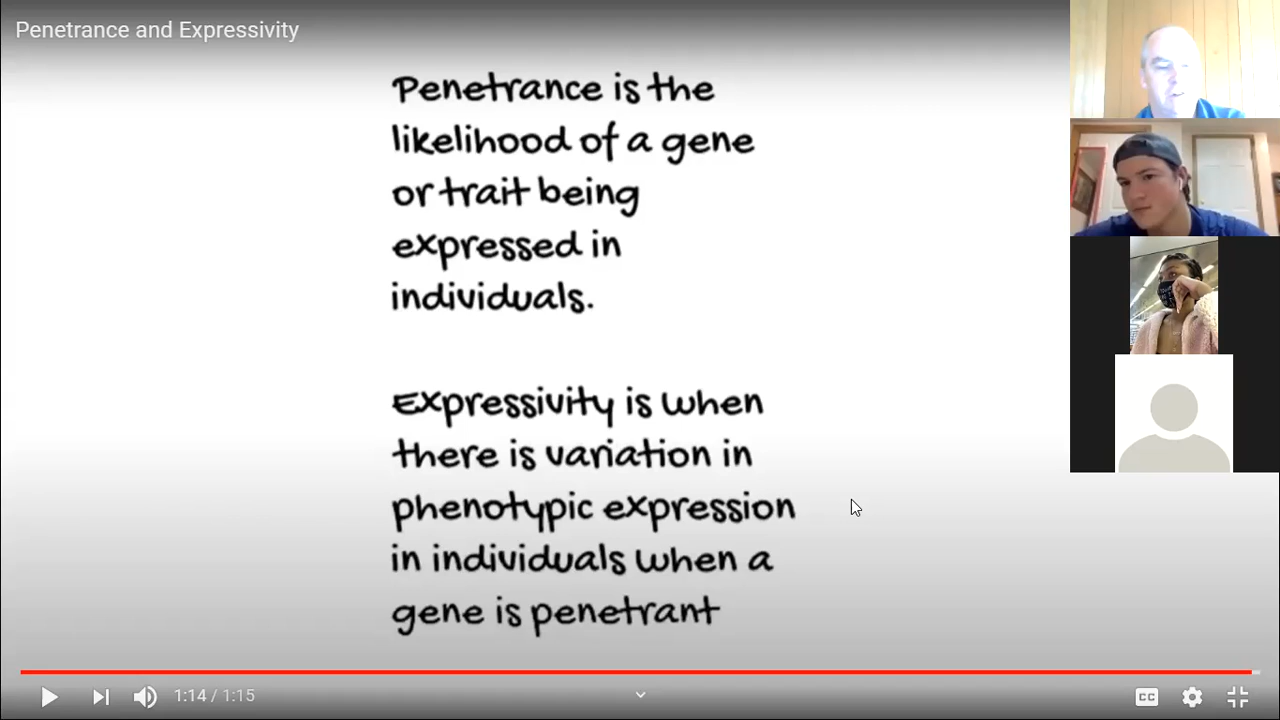 Penetrance and Expressivity
Penetrance is the
likelihood of a gene
or trait being
expressed in
individuals.
Expressivity is when
there is variation in
phenotypic expression
in individuals when a
gene is penetrant
1:14 / 1:15
CC